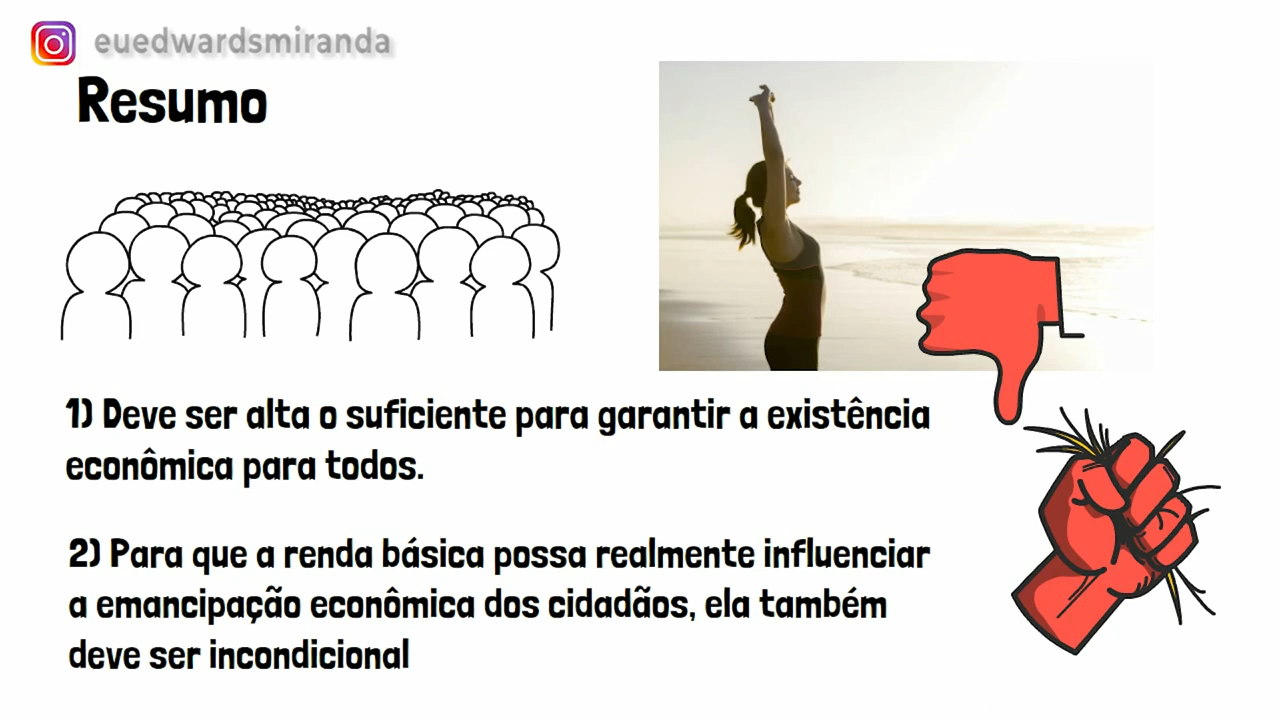 euedwardsmiranda
Resumo
1) Deve ser alta o suficiente para garantir a existência
econômica para todos.
2) Para que a renda básica possa realmente influenciar
a emancipação econômica dos cidadãos, ela também
deve ser incondicional